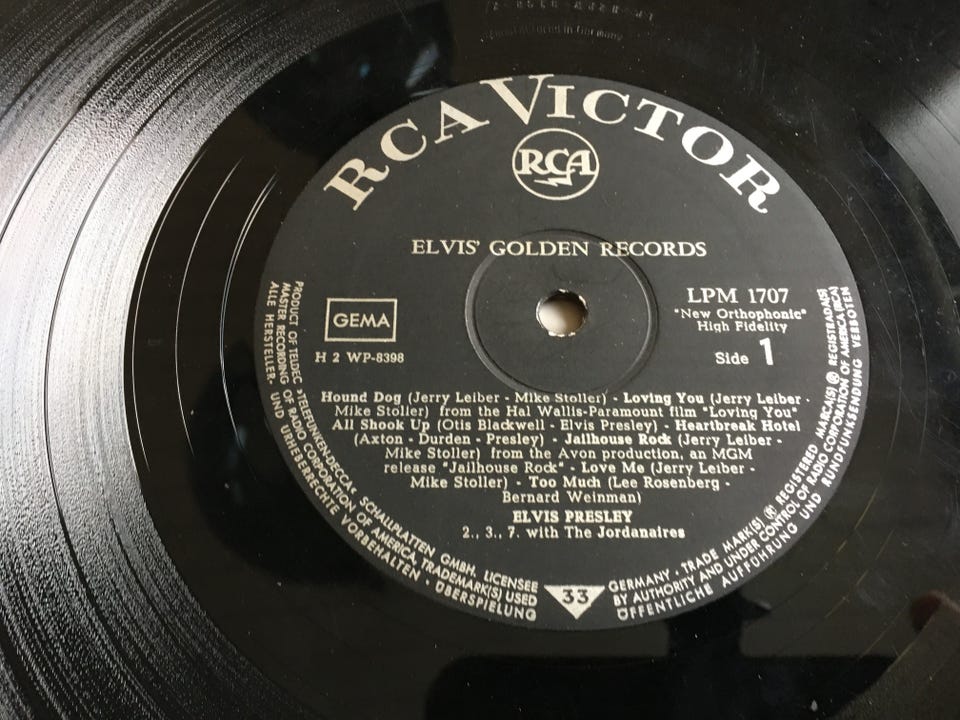 Manufactured in Germany
RCA VICTOR
RCA
ELVIS' GOLDEN RECORDS
GEMA
H 2 WP-8398
LPM 1707
"New Orthophonic"
High Fidelity
Side 1
Hound Dog (Jerry Leiber - Mike Stoller) - Loving You (Jerry Leiber -
Mike Stoller) from the Hal Wallis-Paramount film "Loving You"
All Shook Up (Otis Blackwell - Elvis Presley) - Heartbreak Hotel
(Axton - Durden - Presley) - Jailhouse Rock (Jerry Leiber -
Mike Stoller) from the Avon production, an MGM
release "Jailhouse Rock" - Love Me (Jerry Leiber -
Mike Stoller) - Too Much (Lee Rosenberg -
Bernard Weinman)
ELVIS PRESLEY
2., 3., 7. with The Jordanaires
PRODUCT OF TELDEC »TELEFUNKEN-DECCA« SCHALLPLATTEN GMBH, LICENSEE
MASTER RECORDING OF RADIO CORPORATION OF AMERICA, TRADEMARK(S) USED
ALLE HERSTELLER- UND URHEBERRECHTE VORBEHALTEN · ÜBERSPIELUNG
33
GERMANY · TRADE MARK(S) ® REGISTERED MARCA(S) ® REGISTRADA(S)
BY AUTHORITY AND UNDER CONTROL OF RADIO CORPORATION OF AMERICA (RCA)
ÖFFENTLICHE AUFFÜHRUNG UND RUNDFUNKSENDUNG VERBOTEN